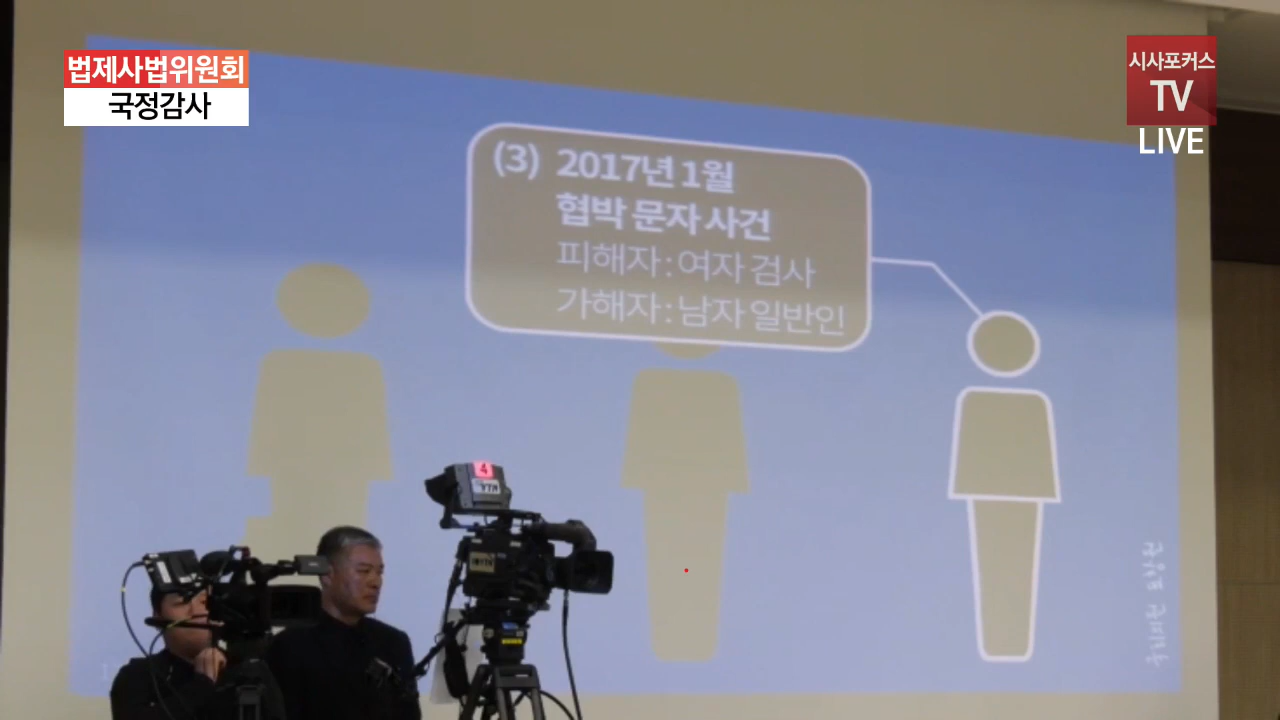 법제사법위원회
국정감사
시사포커스
TV
LIVE
(3) 2017년 1월
협박 문자 사건
피해자 : 여자 검사
가해자 : 남자 일반인
4
YTN